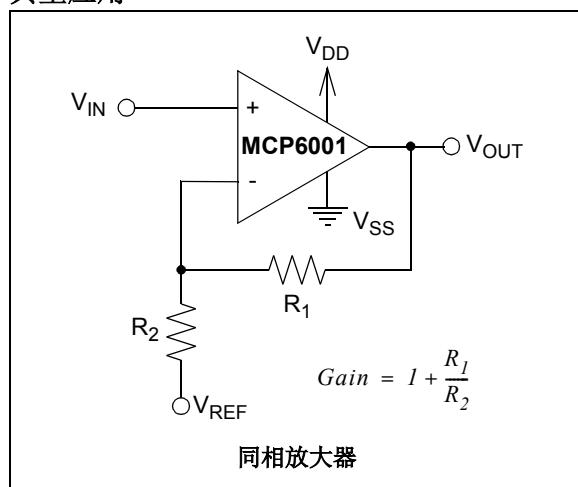 典型应用
V_DD
V_IN
+
MCP6001
-
V_OUT
V_SS
R_1
R_2
Gain = 1 + R_1/R_2
V_REF
同相放大器